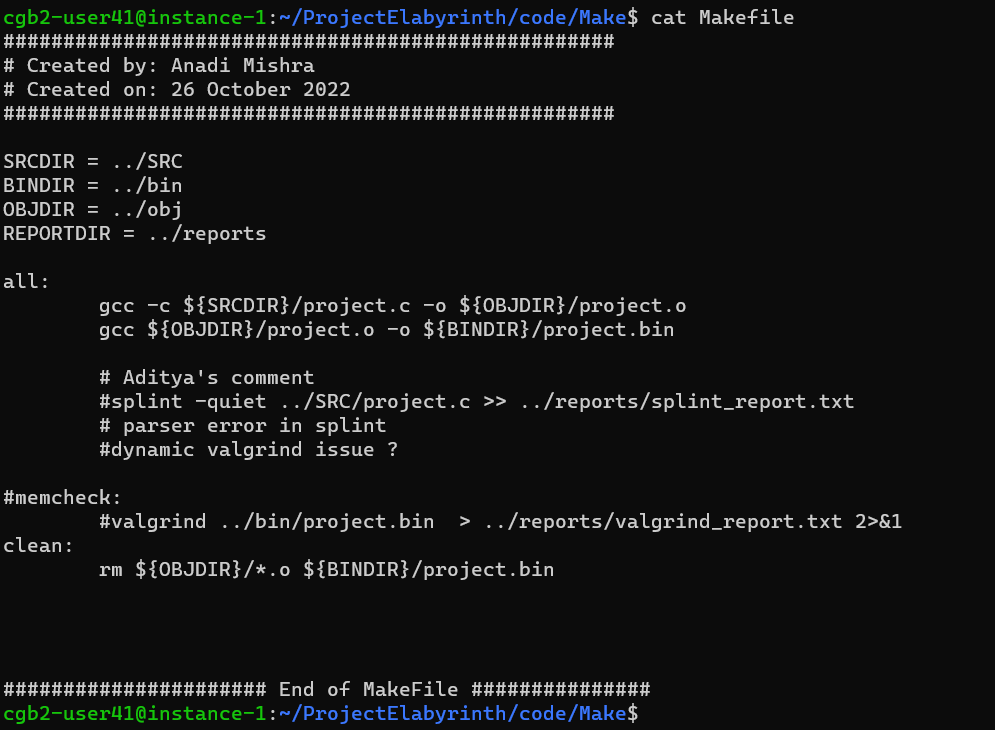 cgb2-user41@instance-1:~/ProjectElabyrinth/code/Make$ cat Makefile
###################################################
# Created by: Anadi Mishra
# Created on: 26 October 2022
###################################################
SRCDIR = ../SRC
BINDIR = ../bin
OBJDIR = ../obj
REPORTDIR = ../reports
all:
gcc -c ${SRCDIR}/project.c -o ${OBJDIR}/project.o
gcc ${OBJDIR}/project.o -o ${BINDIR}/project.bin
# Aditya's comment
#splint -quiet ../SRC/project.c >> ../reports/splint_report.txt
# parser error in splint
#dynamic valgrind issue ?
#memcheck:
#valgrind ../bin/project.bin  > ../reports/valgrind_report.txt 2>&1
clean:
rm ${OBJDIR}/*.o ${BINDIR}/project.bin
###################### End of MakeFile ###############
cgb2-user41@instance-1:~/ProjectElabyrinth/code/Make$